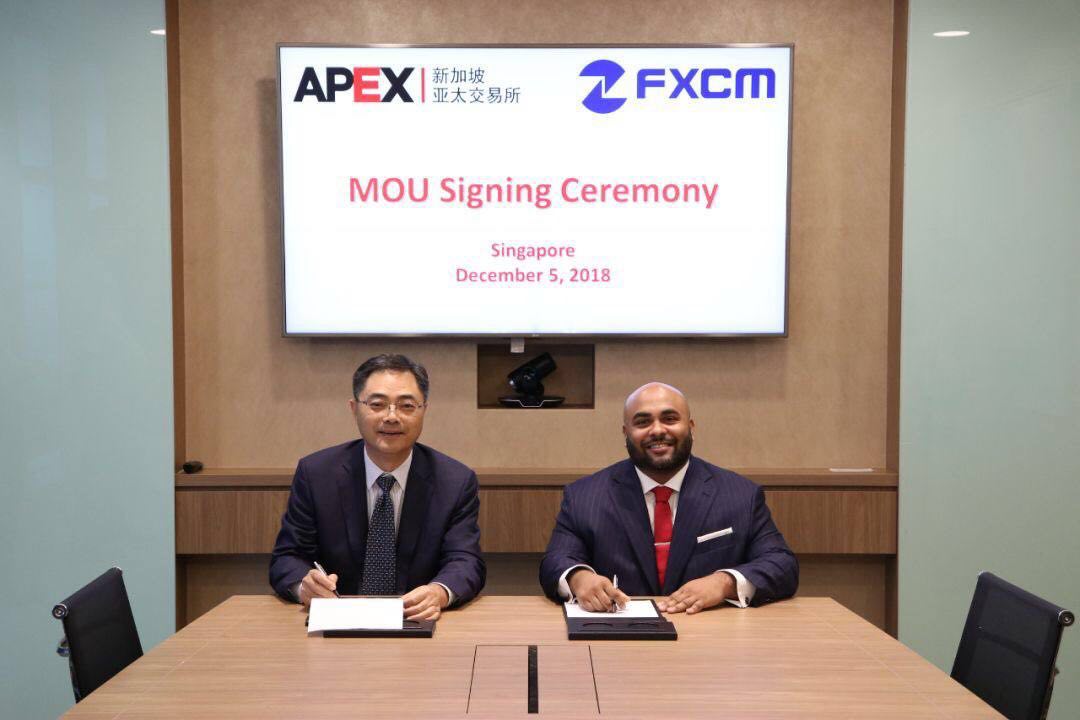 APEX
新加坡
亚太交易所
FXCM
MOU Signing Ceremony
Singapore
December 5, 2018